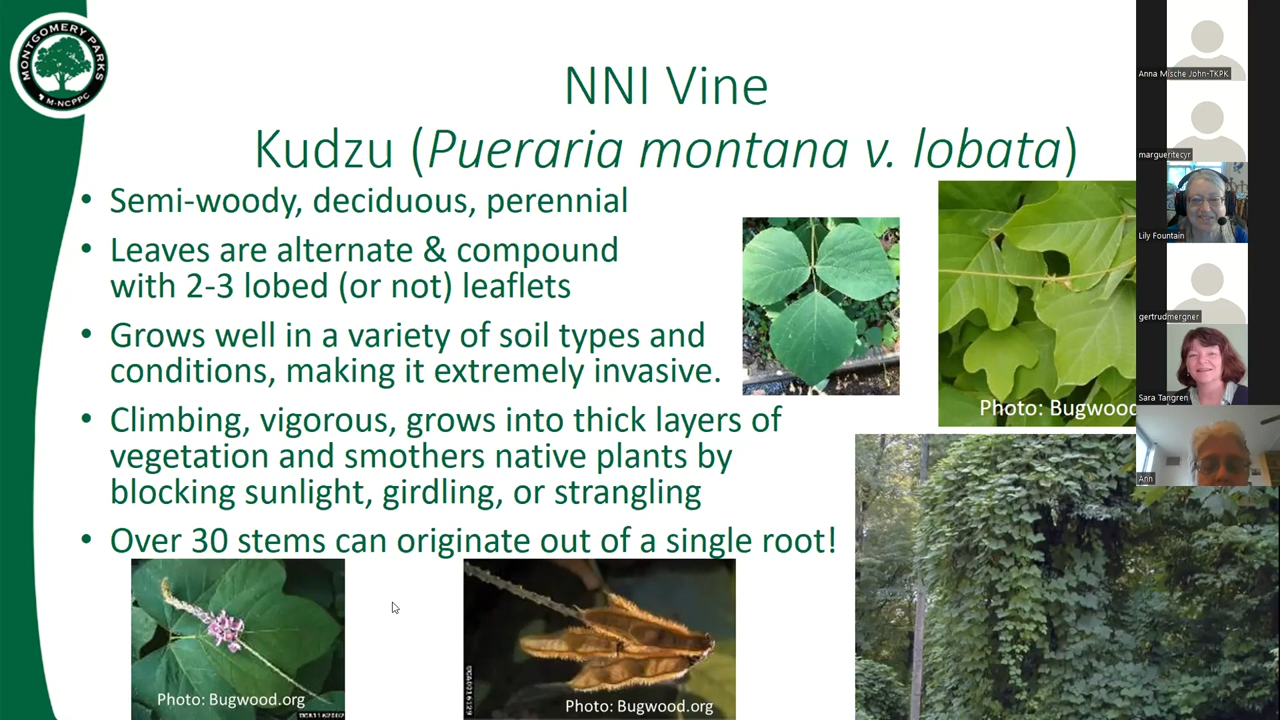 MONTGOMERY PARKS
M-NCPPC
NNI Vine
Kudzu (Pueraria montana v. lobata)
• Semi-woody, deciduous, perennial
• Leaves are alternate & compound
with 2-3 lobed (or not) leaflets
• Grows well in a variety of soil types and
conditions, making it extremely invasive.
• Climbing, vigorous, grows into thick layers of
vegetation and smothers native plants by
blocking sunlight, girdling, or strangling
• Over 30 stems can originate out of a single root!
Photo: Bugwood
Photo: Bugwood.org
Photo: Bugwood.org
Anna Mische John-TKPK
margueritecyr
Lily Fountain
gertrudmergner
Sara Tangren
Ann